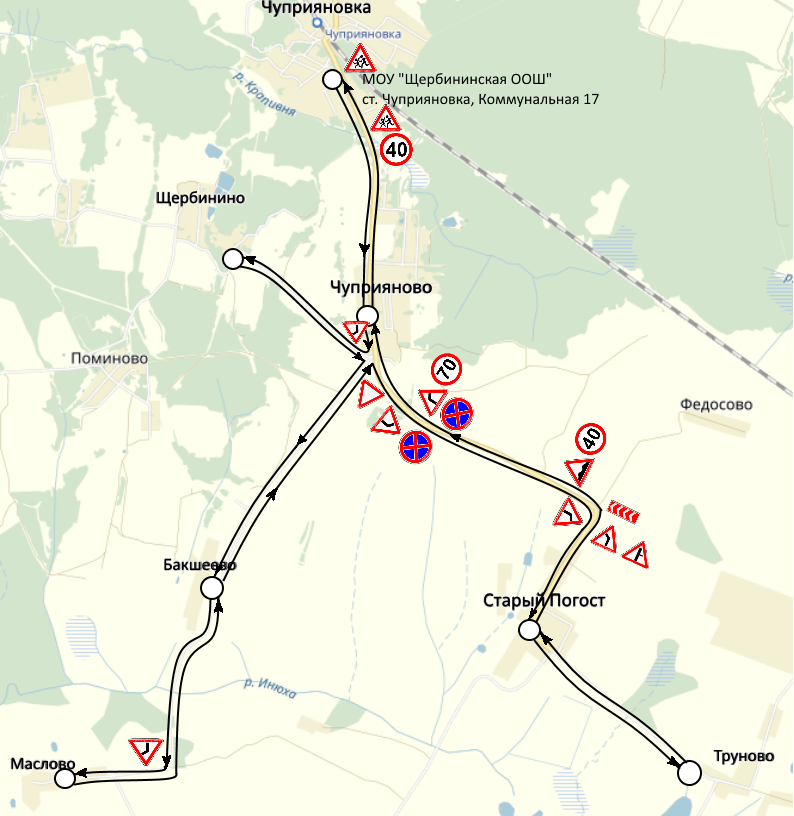 Чуприяновка
Чуприяновка
МОУ "Щербининская ООШ"
ст. Чуприяновка, Коммунальная 17
р. Крапивня
40
Щербинино
р.
Чуприяново
Поминово
70
Федосово
40
Бакшеево
Старый Погост
р. Инюха
Маслово
Труново